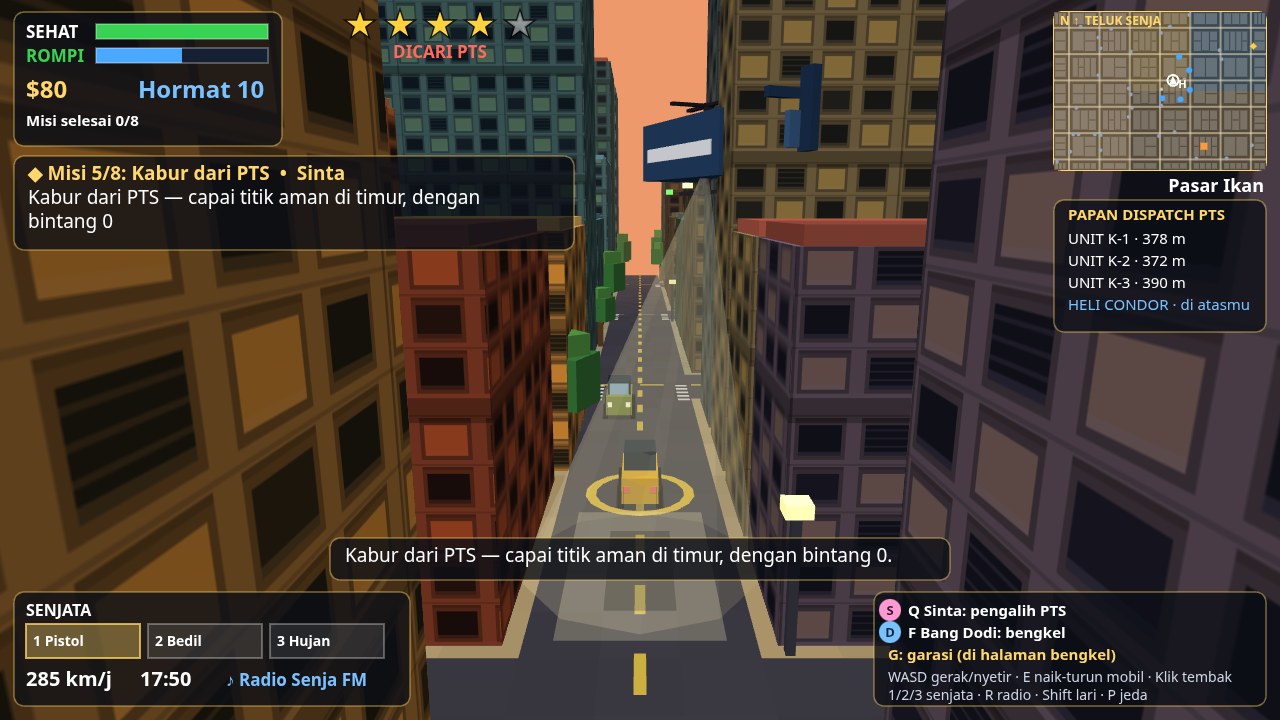 SEHAT
ROMPI
$80 Hormat 10
Misi selesai 0/8
DICARI PTS
◆ Misi 5/8: Kabur dari PTS • Sinta
Kabur dari PTS — capai titik aman di timur, dengan
bintang 0
N ↑ TELUK SENJA
H
Pasar Ikan
PAPAN DISPATCH PTS
UNIT K-1 · 378 m
UNIT K-2 · 372 m
UNIT K-3 · 390 m
HELI CONDOR · di atasmu
Kabur dari PTS — capai titik aman di timur, dengan bintang 0.
SENJATA
1 Pistol 2 Bedil 3 Hujan
285 km/j 17:50 ♪ Radio Senja FM
S Q Sinta: pengalih PTS
D F Bang Dodi: bengkel
G: garasi (di halaman bengkel)
WASD gerak/nyetir · E naik-turun mobil · Klik tembak
1/2/3 senjata · R radio · Shift lari · P jeda